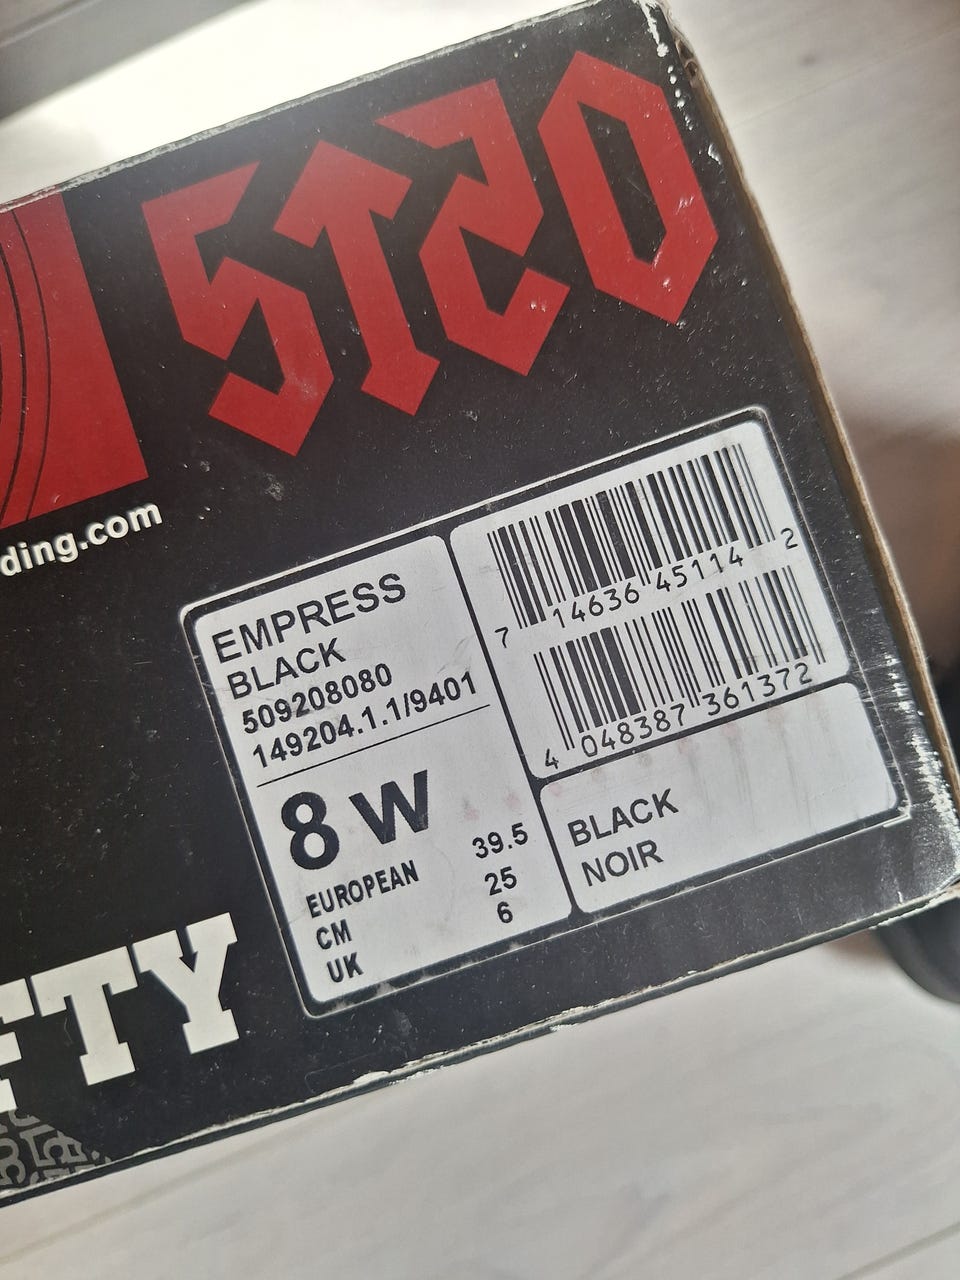 5150
ding.com
EMPRESS
BLACK
509208080
149204.1.1/9401
8 W
EUROPEAN 39.5
CM 25
UK 6
7 14636 45114 2
4 048387 361372
BLACK
NOIR
FTY